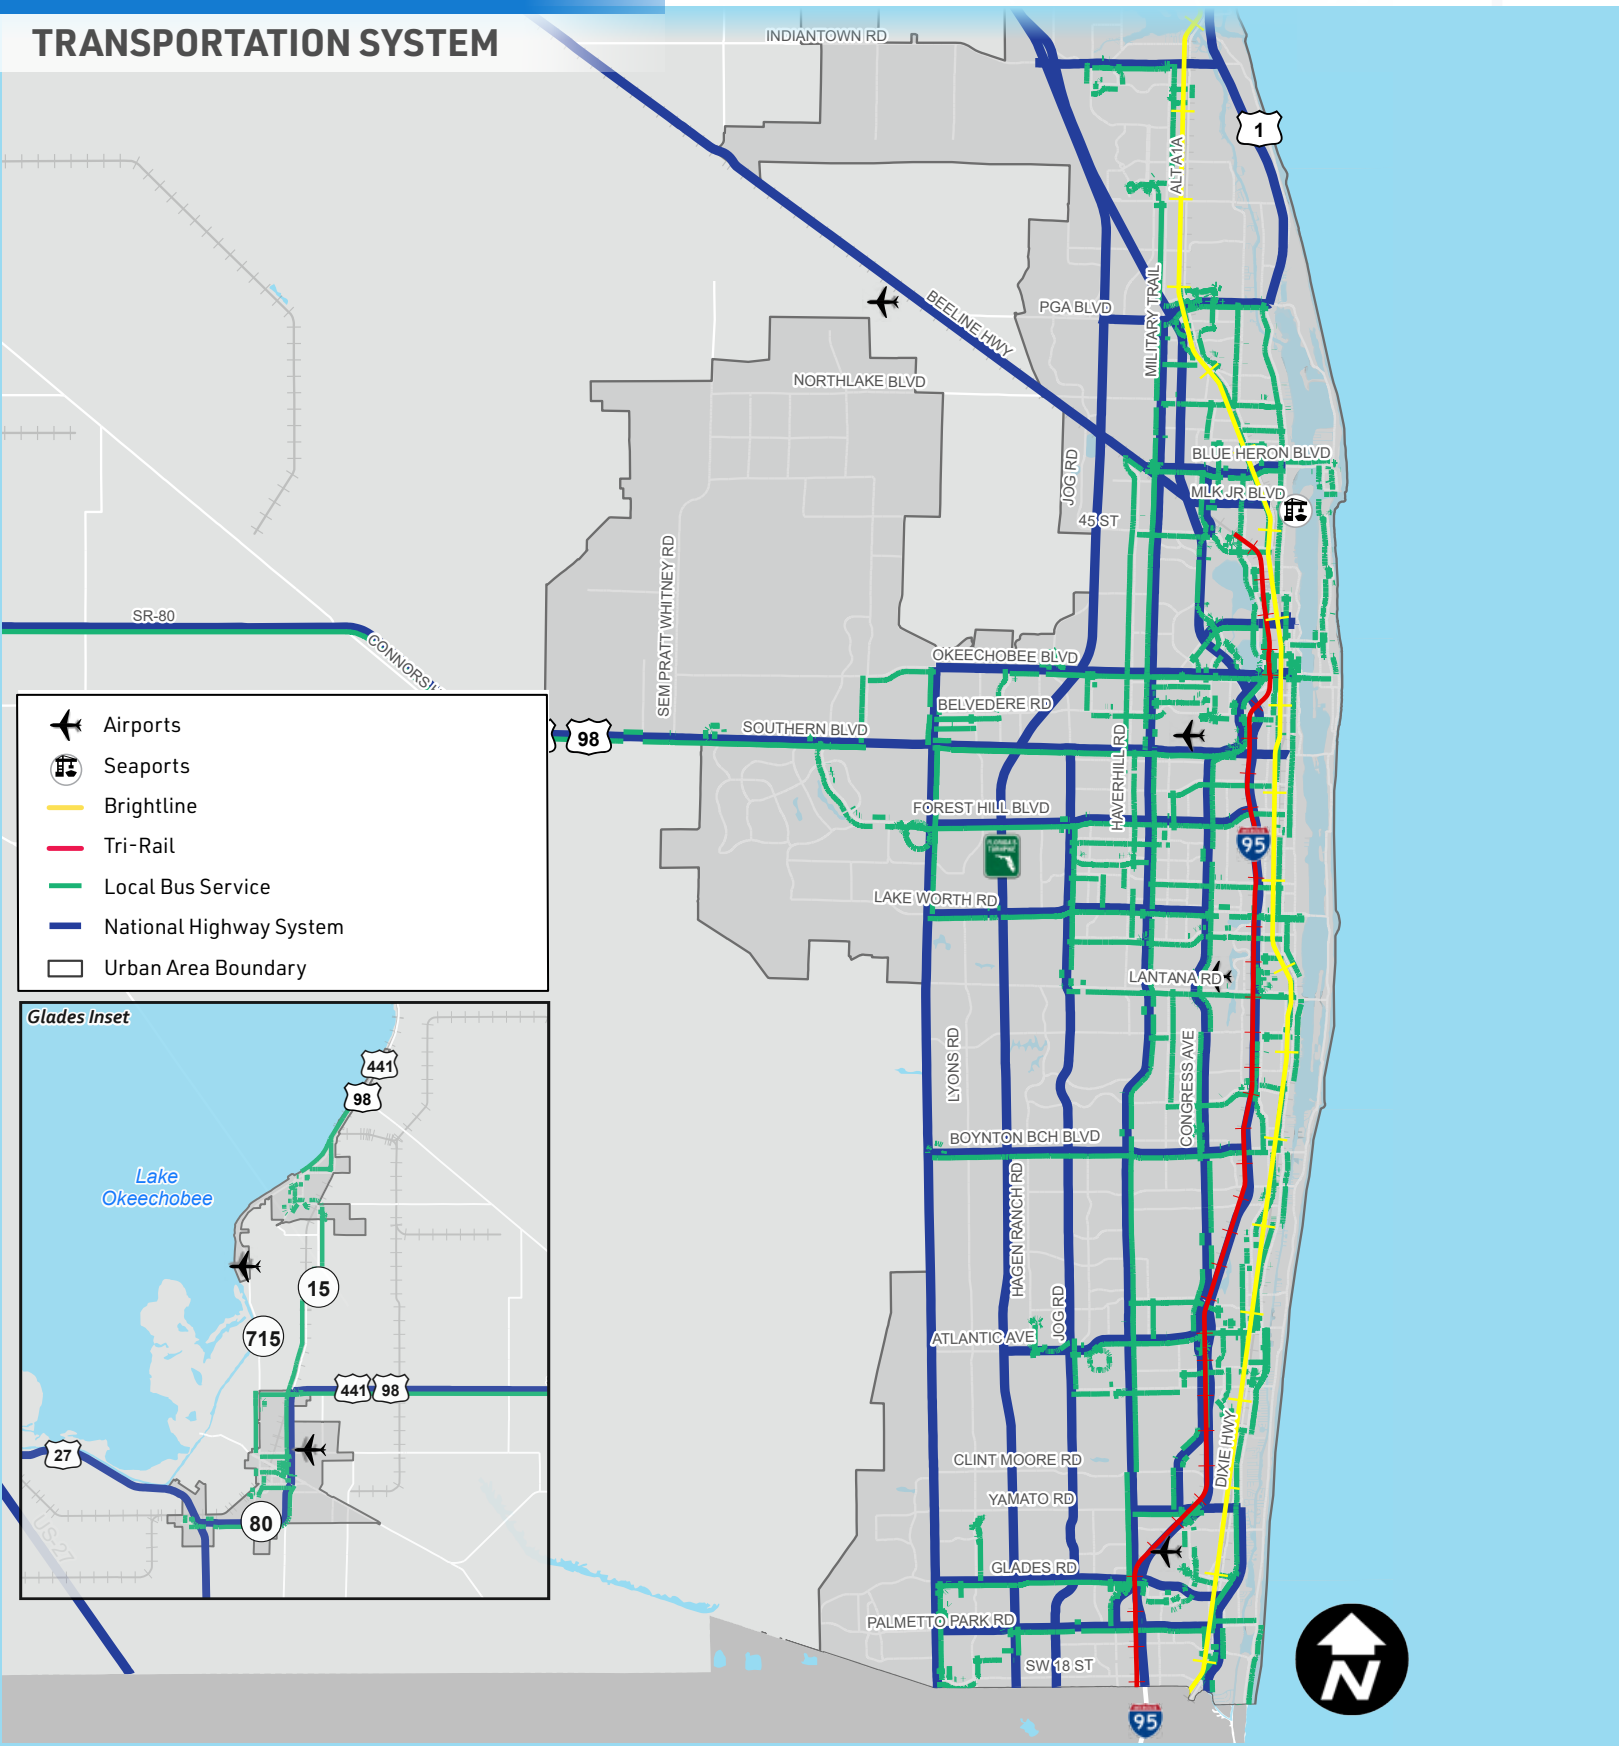 TRANSPORTATION SYSTEM
INDIANTOWN RD
1
ALT A1A
MILITARY TRAIL
PGA BLVD
BEELINE HWY
NORTHLAKE BLVD
BLUE HERON BLVD
JOG RD
MLK JR BLVD
45 ST
SEM PRATT WHITNEY RD
SR-80
CONNORS
OKEECHOBEE BLVD
BELVEDERE RD
SOUTHERN BLVD
98
HAVERHILL RD
FOREST HILL BLVD
FLORIDA'S
TURNPIKE
95
LAKE WORTH RD
LANTANA RD
LYONS RD
CONGRESS AVE
BOYNTON BCH BLVD
HAGEN RANCH RD
JOG RD
ATLANTIC AVE
DIXIE HWY
CLINT MOORE RD
YAMATO RD
GLADES RD
PALMETTO PARK RD
SW 18 ST
95
N
Airports
Seaports
Brightline
Tri-Rail
Local Bus Service
National Highway System
Urban Area Boundary
Glades Inset
441
98
Lake
Okeechobee
15
715
441
98
27
80
US-27